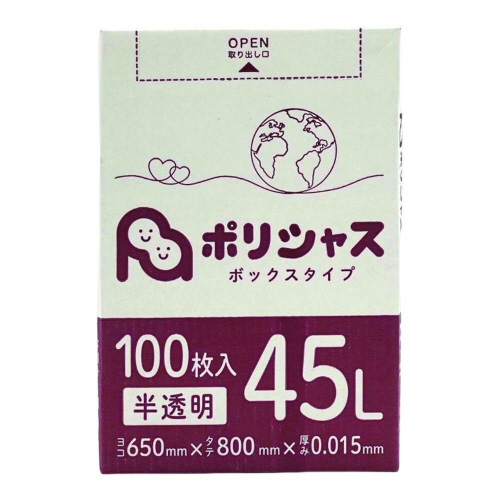 OPEN
取り出し口
ポリシャス
ボックスタイプ
100枚入
45L
半透明
ヨコ650mm×タテ800mm×厚み0.015mm